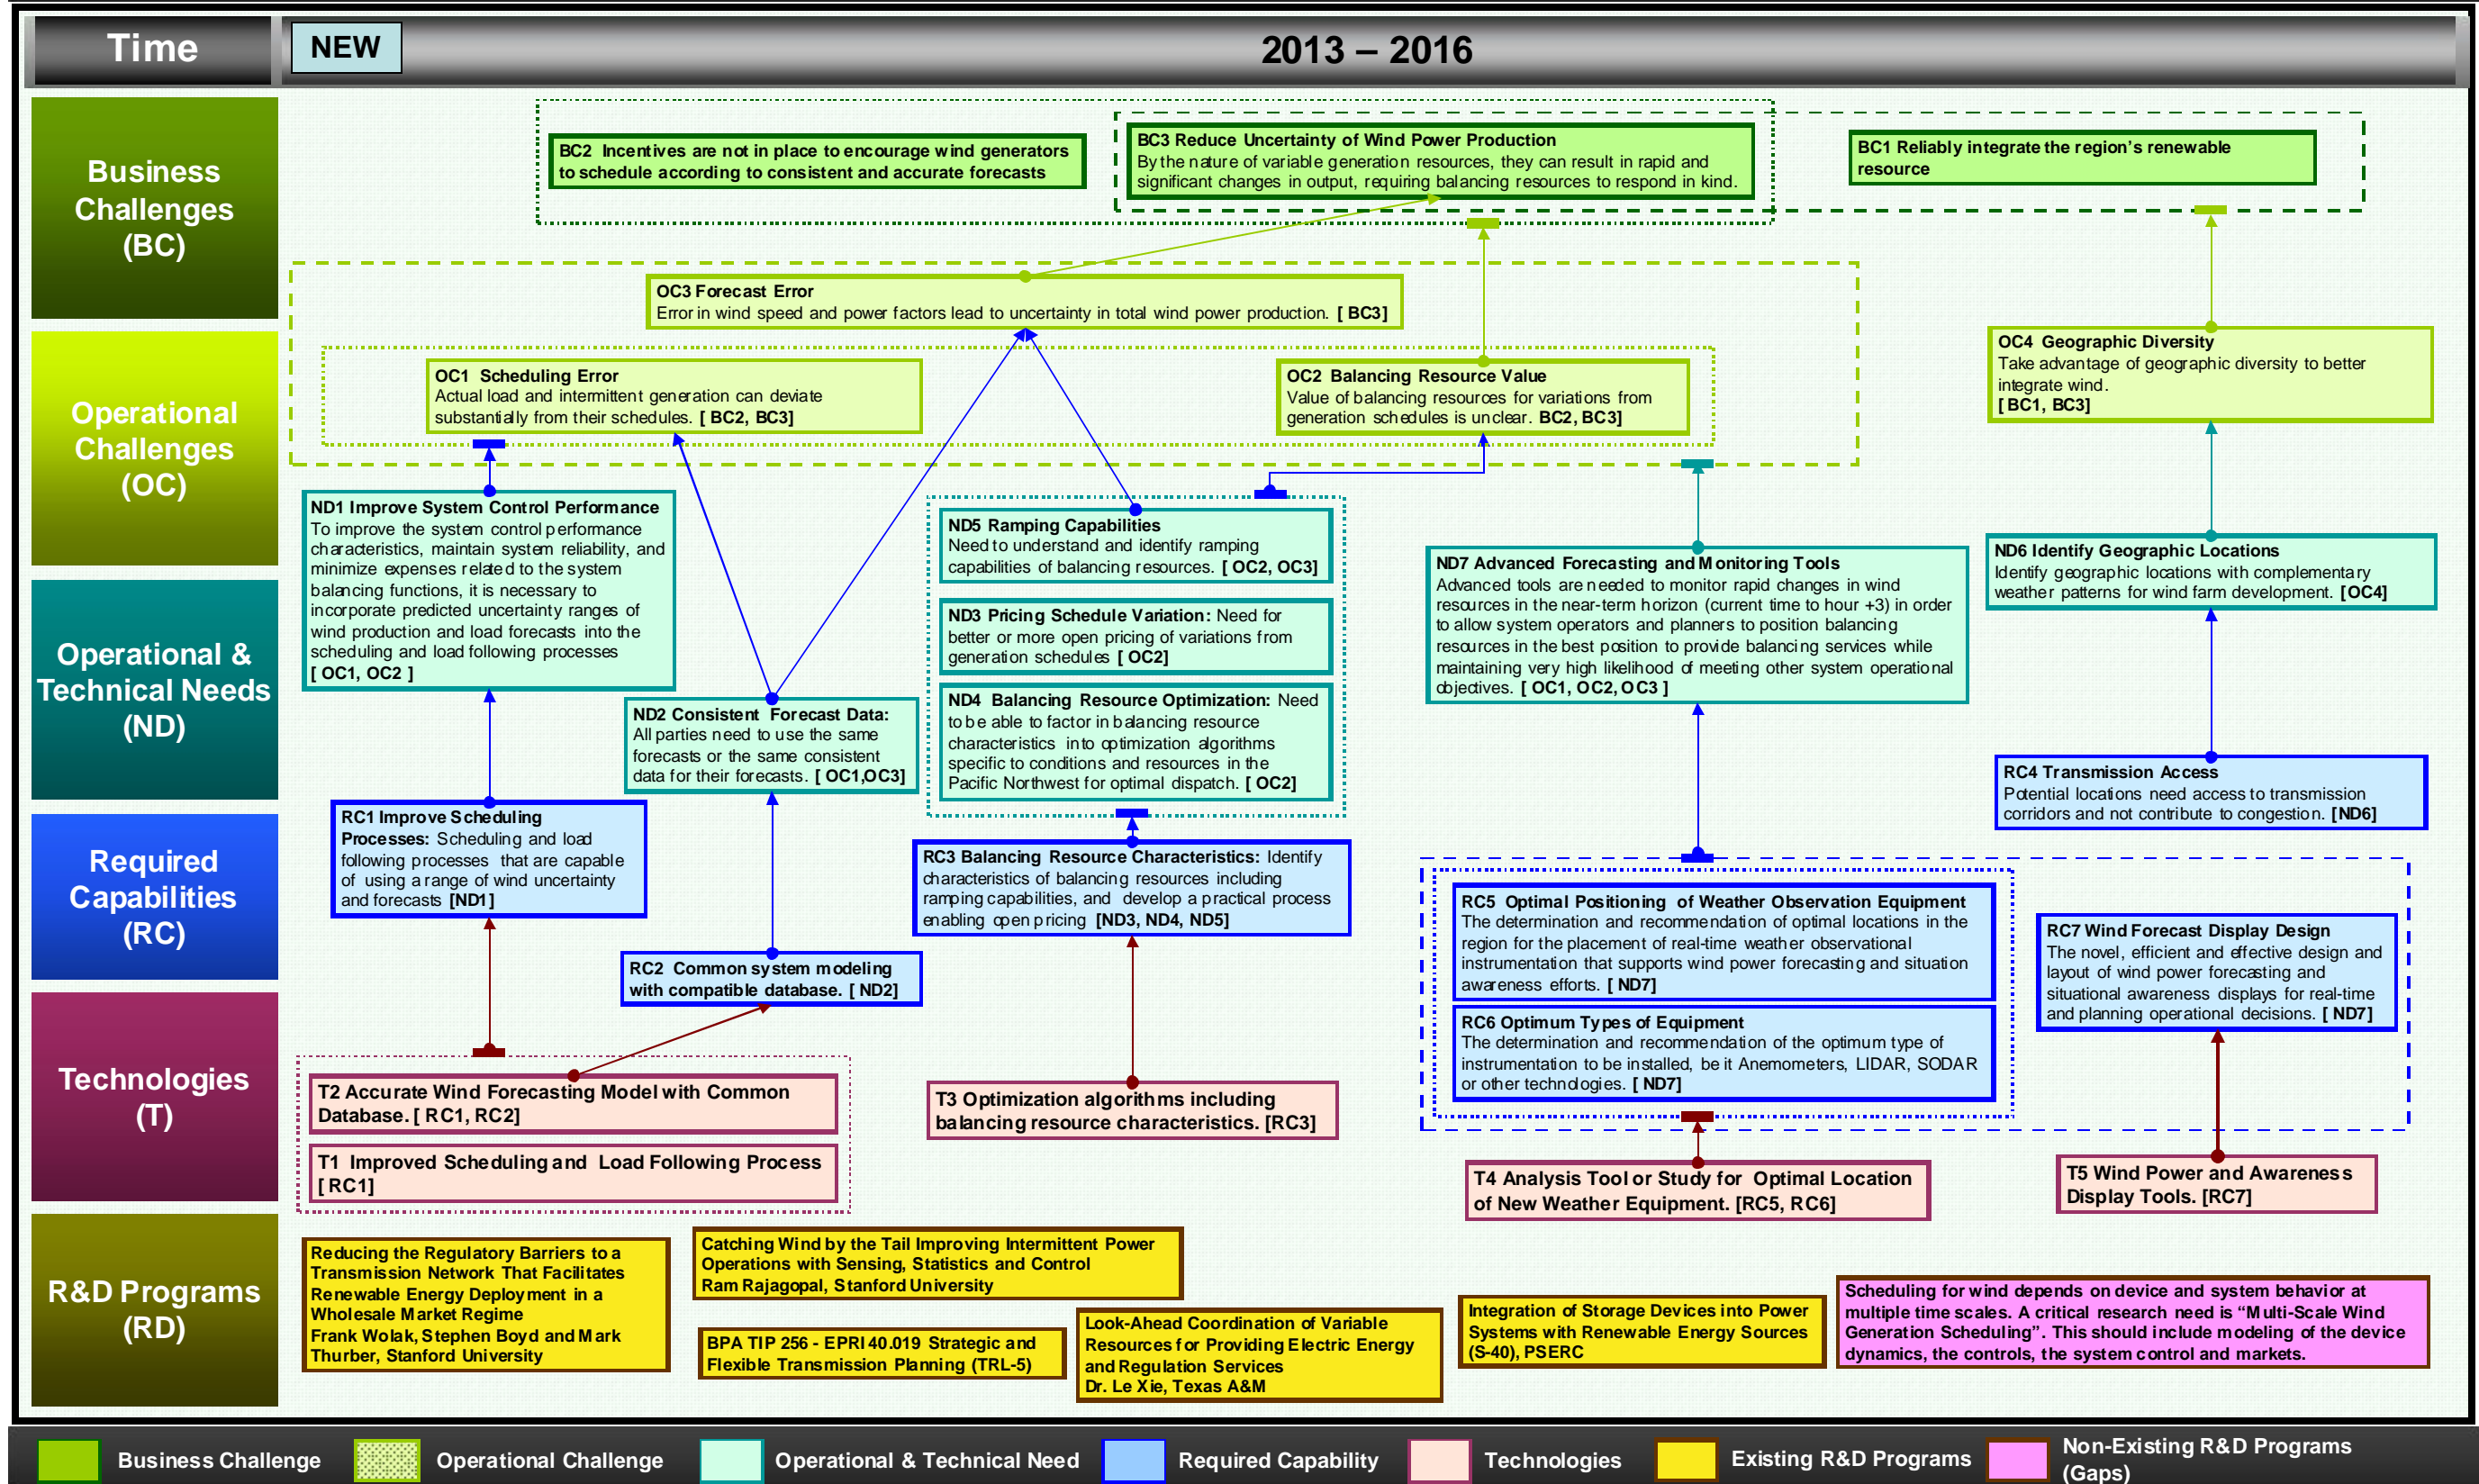 Time
NEW
2013 – 2016
Business
Challenges
(BC)
BC2 Incentives are not in place to encourage wind generators
to schedule according to consistent and accurate forecasts
BC3 Reduce Uncertainty of Wind Power Production
By the nature of variable generation resources, they can result in rapid and
significant changes in output, requiring balancing resources to respond in kind.
BC1 Reliably integrate the region's renewable
resource
Operational
Challenges
(OC)
OC3 Forecast Error
Error in wind speed and power factors lead to uncertainty in total wind power production. [ BC3]
OC1 Scheduling Error
Actual load and intermittent generation can deviate
substantially from their schedules. [ BC2, BC3]
OC2 Balancing Resource Value
Value of balancing resources for variations from
generation schedules is unclear. BC2, BC3]
OC4 Geographic Diversity
Take advantage of geographic diversity to better
integrate wind.
[ BC1, BC3]
Operational &
Technical Needs
(ND)
ND1 Improve System Control Performance
To improve the system control performance
characteristics, maintain system reliability, and
minimize expenses related to the system
balancing functions, it is necessary to
incorporate predicted uncertainty ranges of
wind production and load forecasts into the
scheduling and load following processes
[ OC1, OC2 ]
ND2 Consistent Forecast Data:
All parties need to use the same
forecasts or the same consistent
data for their forecasts. [ OC1,OC3]
ND5 Ramping Capabilities
Need to understand and identify ramping
capabilities of balancing resources. [ OC2, OC3]
ND3 Pricing Schedule Variation: Need for
better or more open pricing of variations from
generation schedules [ OC2]
ND4 Balancing Resource Optimization: Need
to be able to factor in balancing resource
characteristics into optimization algorithms
specific to conditions and resources in the
Pacific Northwest for optimal dispatch. [ OC2]
ND7 Advanced Forecasting and Monitoring Tools
Advanced tools are needed to monitor rapid changes in wind
resources in the near-term horizon (current time to hour +3) in order
to allow system operators and planners to position balancing
resources in the best position to provide balancing services while
maintaining very high likelihood of meeting other system operational
objectives. [ OC1, OC2, OC3 ]
ND6 Identify Geographic Locations
Identify geographic locations with complementary
weather patterns for wind farm development. [OC4]
Required
Capabilities
(RC)
RC1 Improve Scheduling
Processes: Scheduling and load
following processes that are capable
of using a range of wind uncertainty
and forecasts [ND1]
RC2 Common system modeling
with compatible database. [ ND2]
RC3 Balancing Resource Characteristics: Identify
characteristics of balancing resources including
ramping capabilities, and develop a practical process
enabling open pricing [ND3, ND4, ND5]
RC4 Transmission Access
Potential locations need access to transmission
corridors and not contribute to congestion. [ND6]
RC5 Optimal Positioning of Weather Observation Equipment
The determination and recommendation of optimal locations in the
region for the placement of real-time weather observational
instrumentation that supports wind power forecasting and situation
awareness efforts. [ ND7]
RC6 Optimum Types of Equipment
The determination and recommendation of the optimum type of
instrumentation to be installed, be it Anemometers, LIDAR, SODAR
or other technologies. [ ND7]
RC7 Wind Forecast Display Design
The novel, efficient and effective design and
layout of wind power forecasting and
situational awareness displays for real-time
and planning operational decisions. [ ND7]
Technologies
(T)
T2 Accurate Wind Forecasting Model with Common
Database. [ RC1, RC2]
T1 Improved Scheduling and Load Following Process
[ RC1]
T3 Optimization algorithms including
balancing resource characteristics. [RC3]
T4 Analysis Tool or Study for Optimal Location
of New Weather Equipment. [RC5, RC6]
T5 Wind Power and Awareness
Display Tools. [RC7]
R&D Programs
(RD)
Reducing the Regulatory Barriers to a
Transmission Network That Facilitates
Renewable Energy Deployment in a
Wholesale Market Regime
Frank Wolak, Stephen Boyd and Mark
Thurber, Stanford University
Catching Wind by the Tail Improving Intermittent Power
Operations with Sensing, Statistics and Control
Ram Rajagopal, Stanford University
BPA TIP 256 - EPRI 40.019 Strategic and
Flexible Transmission Planning (TRL-5)
Look-Ahead Coordination of Variable
Resources for Providing Electric Energy
and Regulation Services
Dr. Le Xie, Texas A&M
Integration of Storage Devices into Power
Systems with Renewable Energy Sources
(S-40), PSERC
Scheduling for wind depends on device and system behavior at
multiple time scales. A critical research need is “Multi-Scale Wind
Generation Scheduling”. This should include modeling of the device
dynamics, the controls, the system control and markets.
Business Challenge
Operational Challenge
Operational & Technical Need
Required Capability
Technologies
Existing R&D Programs
Non-Existing R&D Programs
(Gaps)